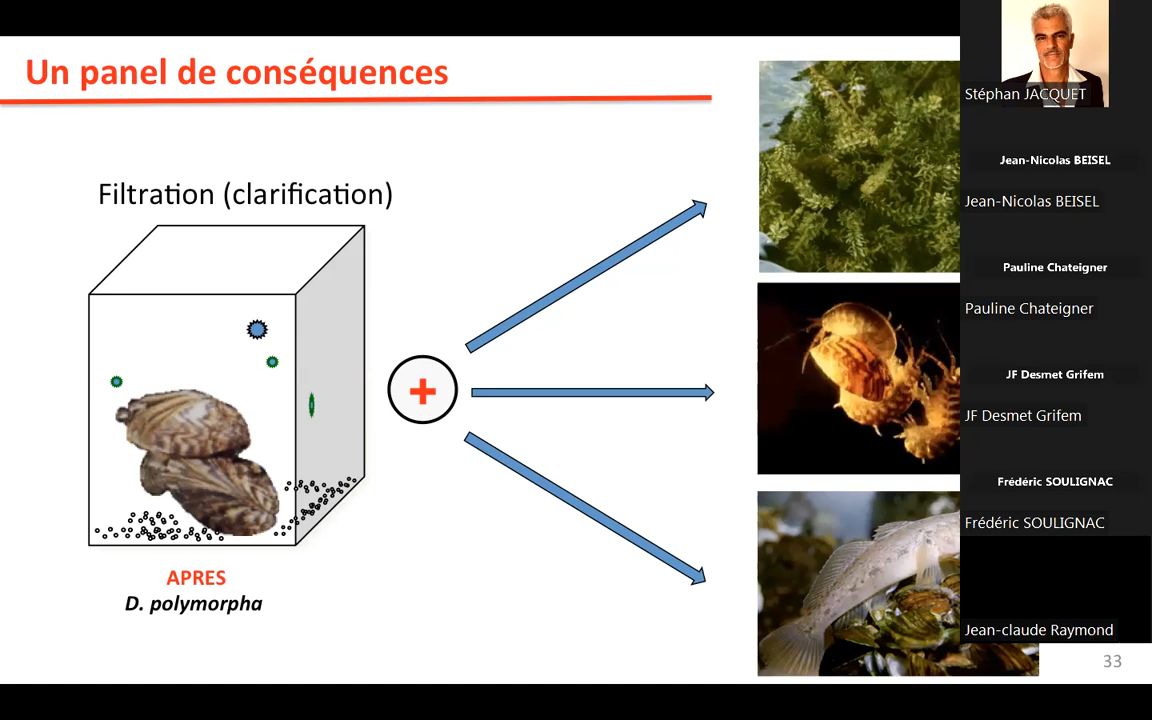 Un panel de conséquences
Filtration (clarification)
+
APRES
D. polymorpha
33
Stéphan JACQUET
Jean-Nicolas BEISEL
Jean-Nicolas BEISEL
Pauline Chateigner
Pauline Chateigner
JF Desmet Grifem
JF Desmet Grifem
Frédéric SOULIGNAC
Frédéric SOULIGNAC
Jean-claude Raymond